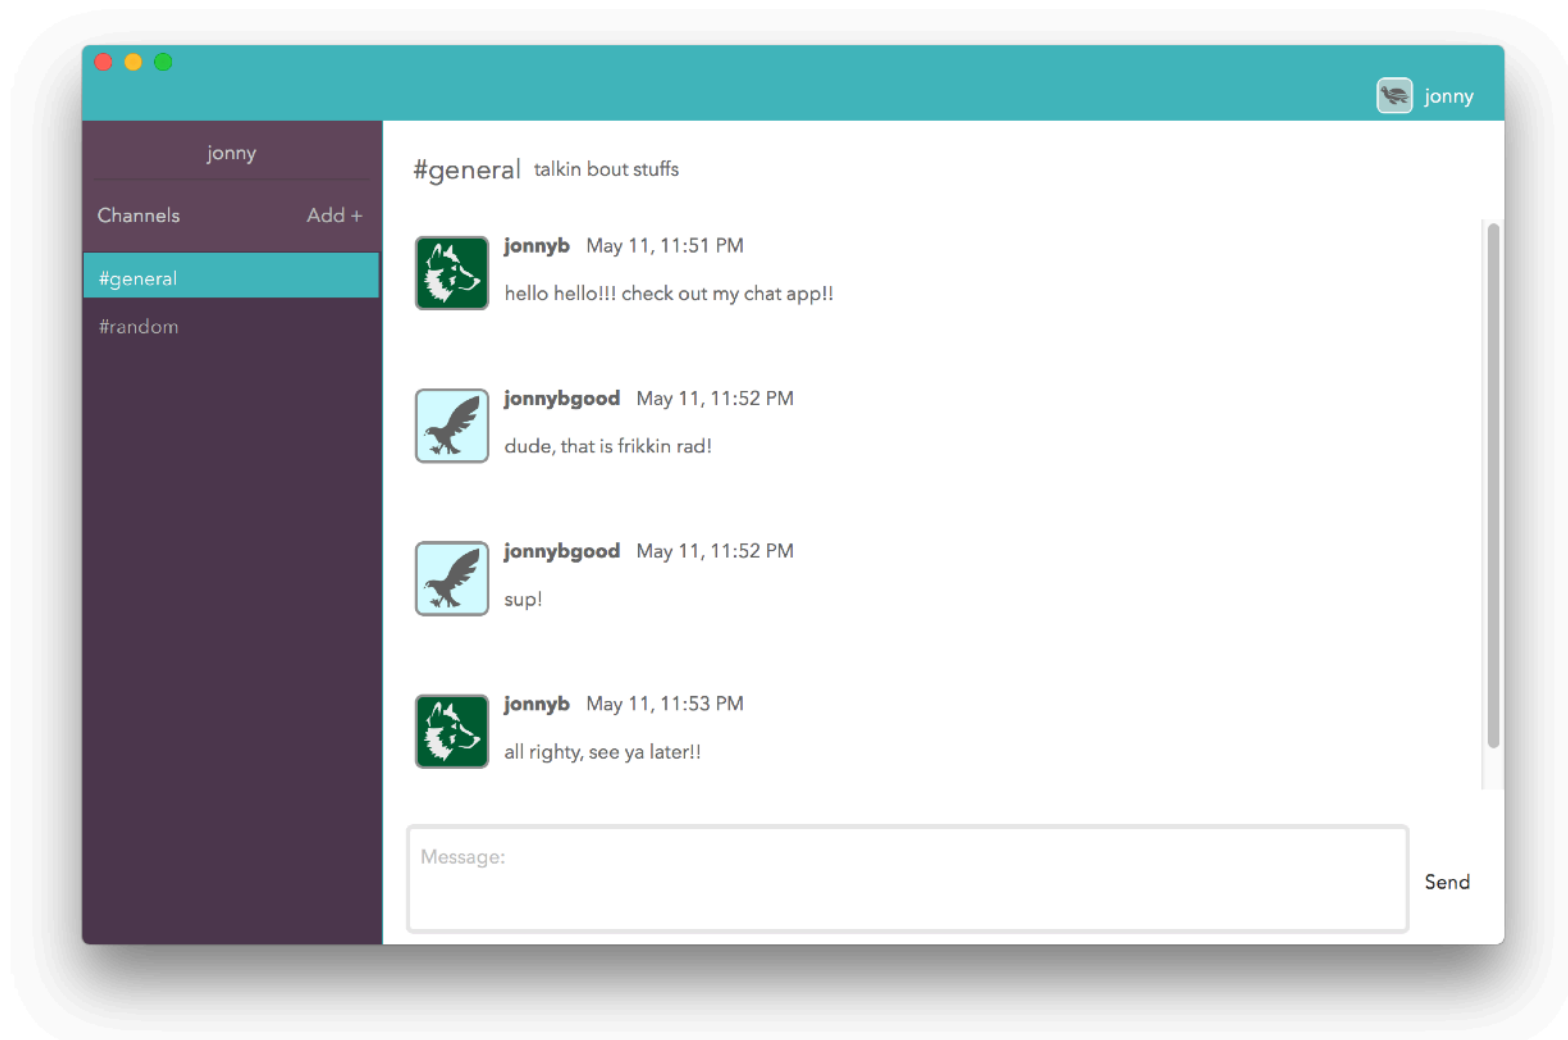 jonny
jonny
Channels Add +
#general
#random
#general talkin bout stuffs
jonnyb May 11, 11:51 PM
hello hello!!! check out my chat app!!
jonnybgood May 11, 11:52 PM
dude, that is frikkin rad!
jonnybgood May 11, 11:52 PM
sup!
jonnyb May 11, 11:53 PM
all righty, see ya later!!
Message:
Send